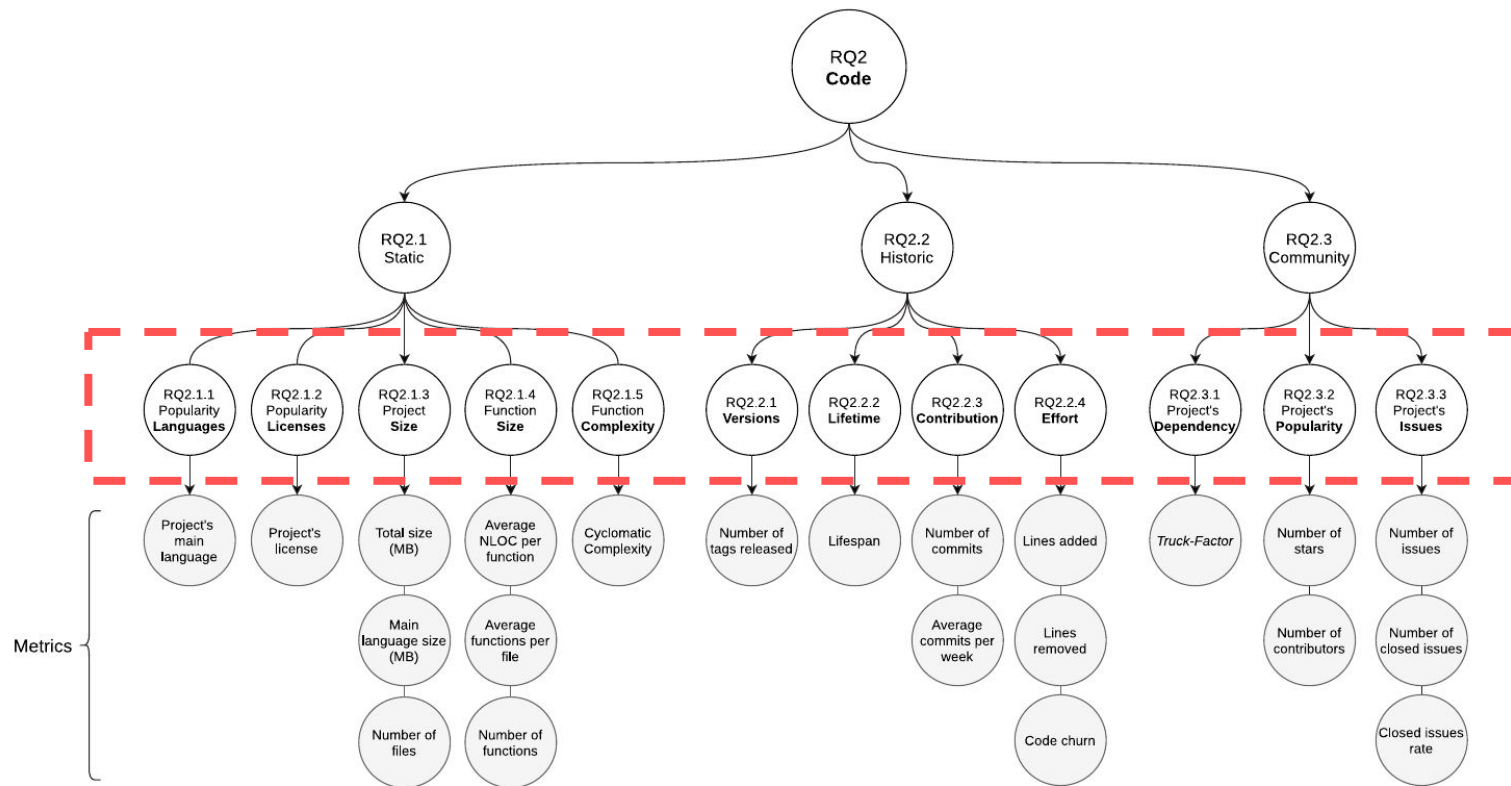 RQ2
Code
RQ2.1
Static
RQ2.2
Historic
RQ2.3
Community
RQ2.1.1
Popularity
Languages
RQ2.1.2
Popularity
Licenses
RQ2.1.3
Project
Size
RQ2.1.4
Function
Size
RQ2.1.5
Function
Complexity
RQ2.2.1
Versions
RQ2.2.2
Lifetime
RQ2.2.3
Contribution
RQ2.2.4
Effort
RQ2.3.1
Project's
Dependency
RQ2.3.2
Project's
Popularity
RQ2.3.3
Project's
Issues
Metrics
Project's
main
language
Project's
license
Total size
(MB)
Average
NLOC per
function
Cyclomatic
Complexity
Number of
tags released
Lifespan
Number of
commits
Lines added
Truck-Factor
Number of
stars
Number of
issues
Main
language size
(MB)
Average
functions per
file
Average
commits per
week
Lines
removed
Number of
contributors
Number of
closed issues
Number of
files
Number of
functions
Code churn
Closed issues
rate